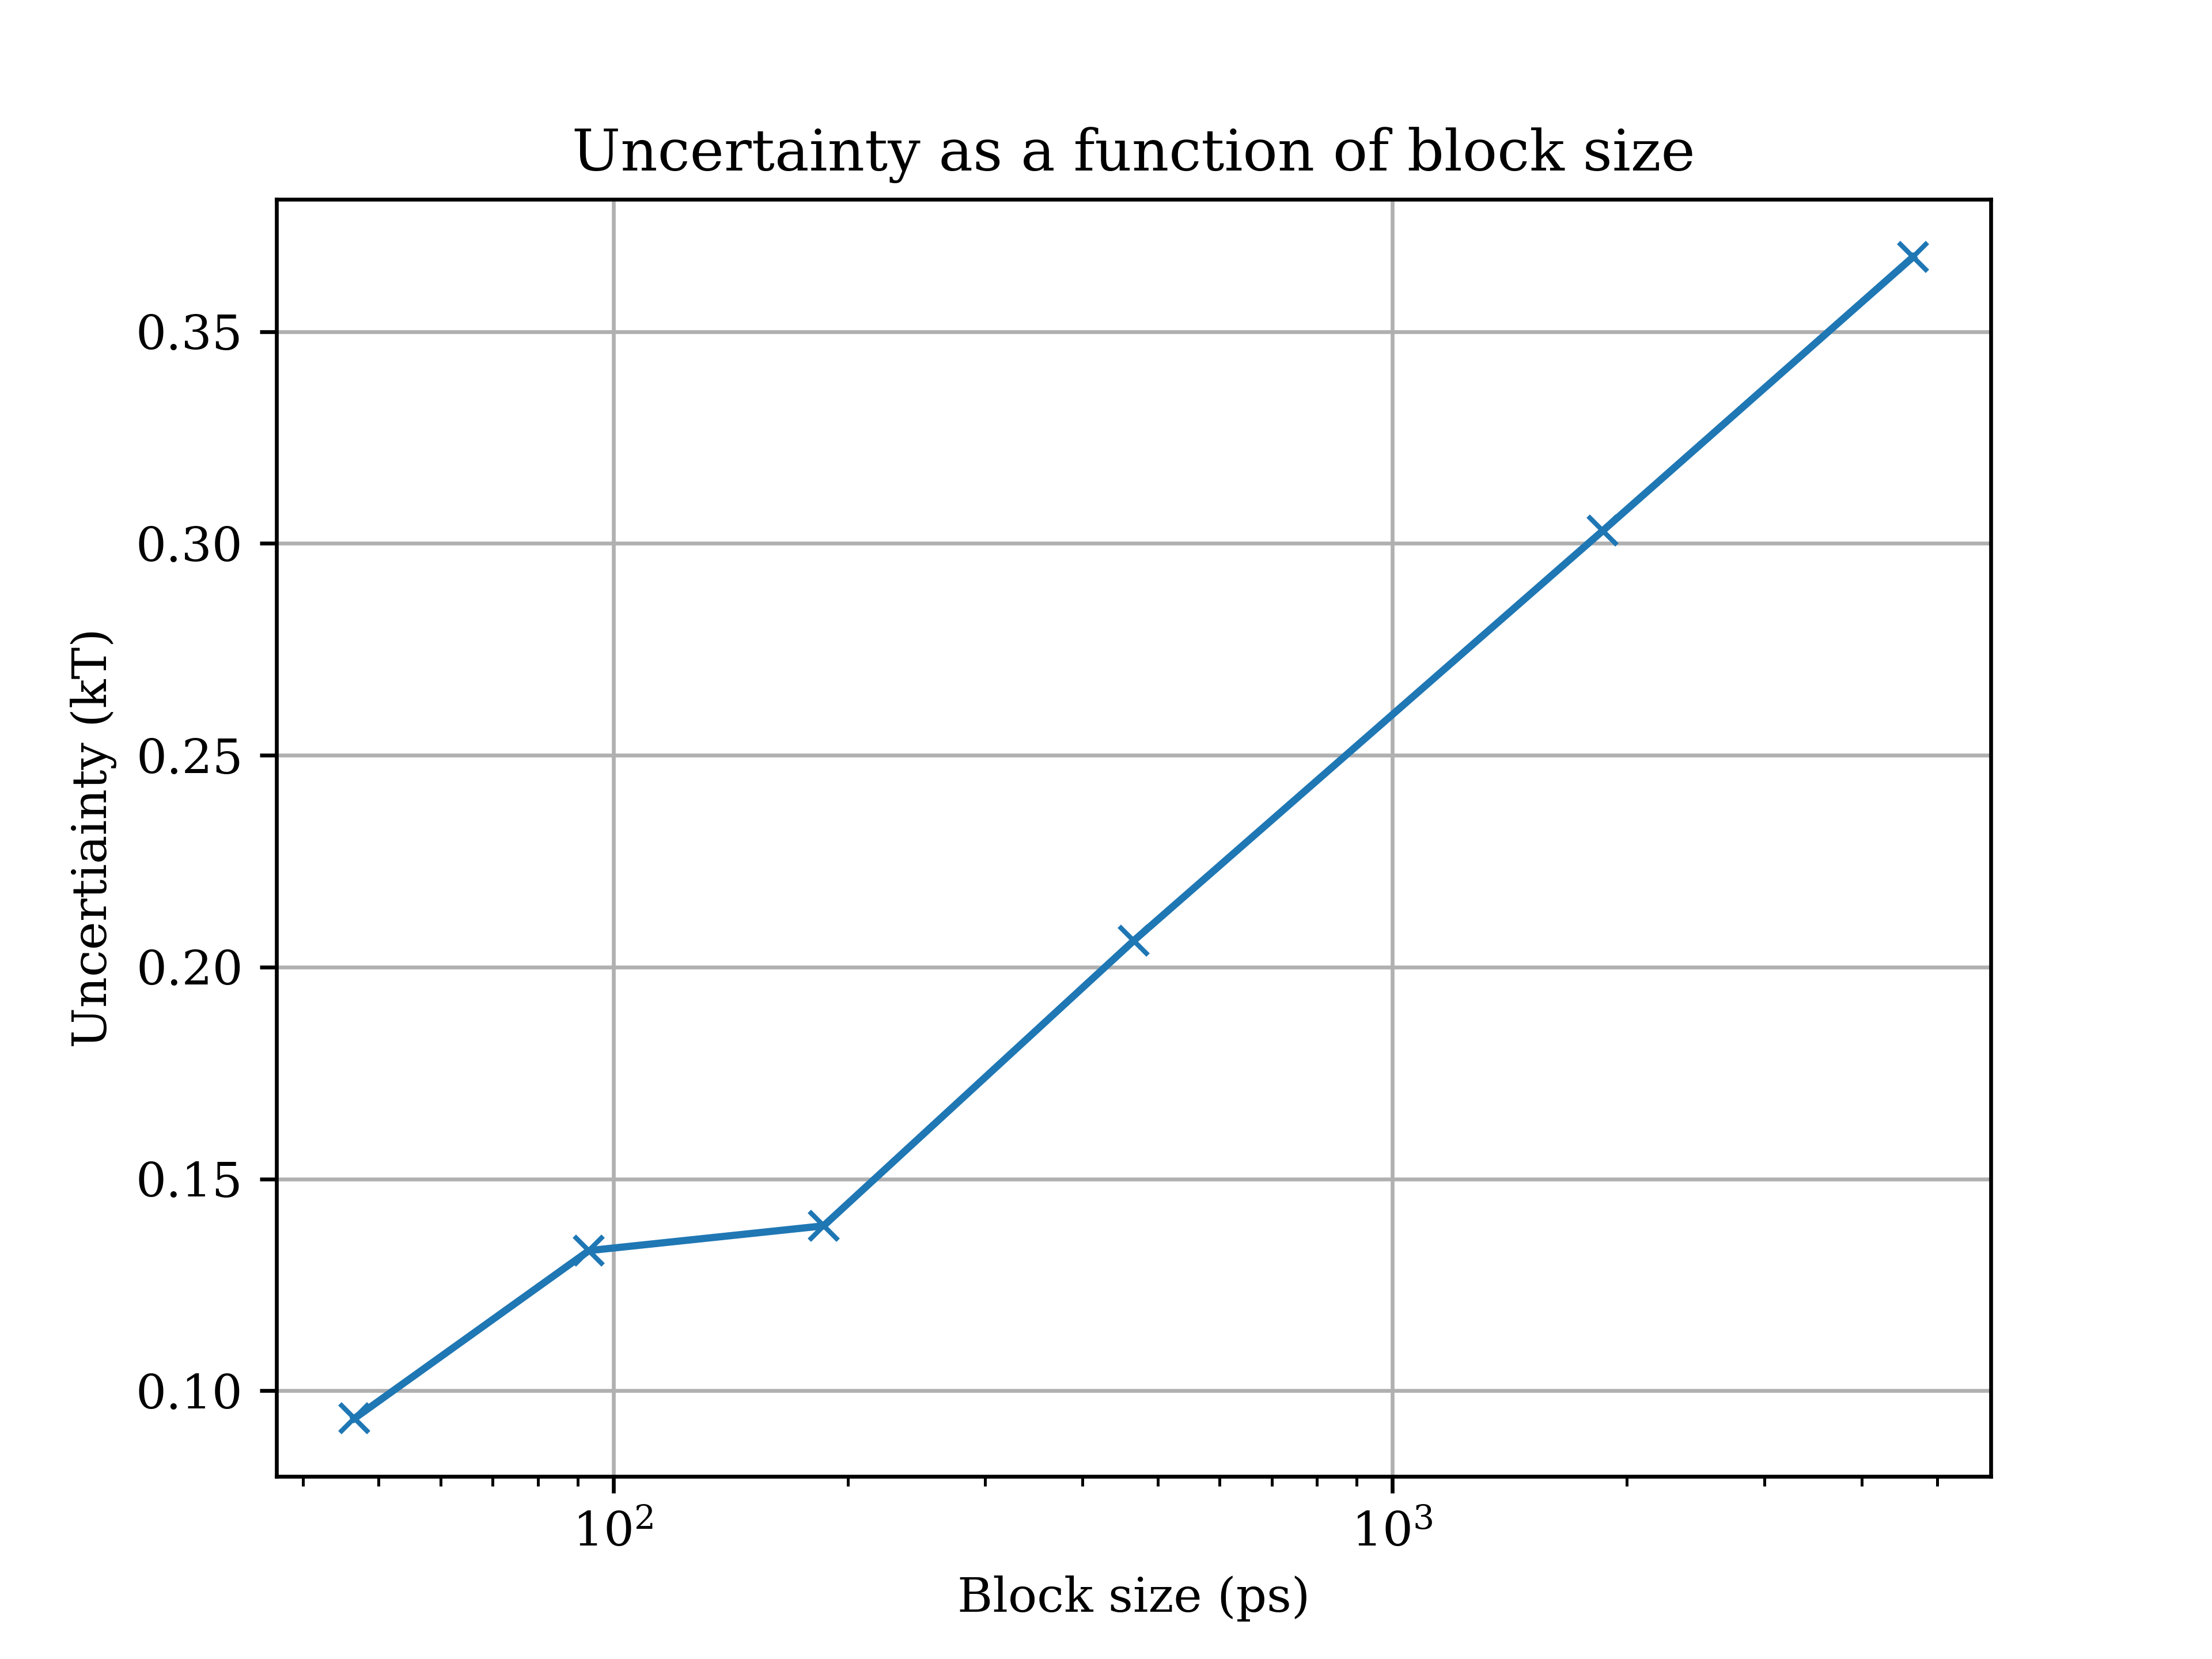 Uncertainty as a function of block size
0.35
0.30
0.25
0.20
0.15
0.10
Uncertiainty (kT)
10²
10³
Block size (ps)